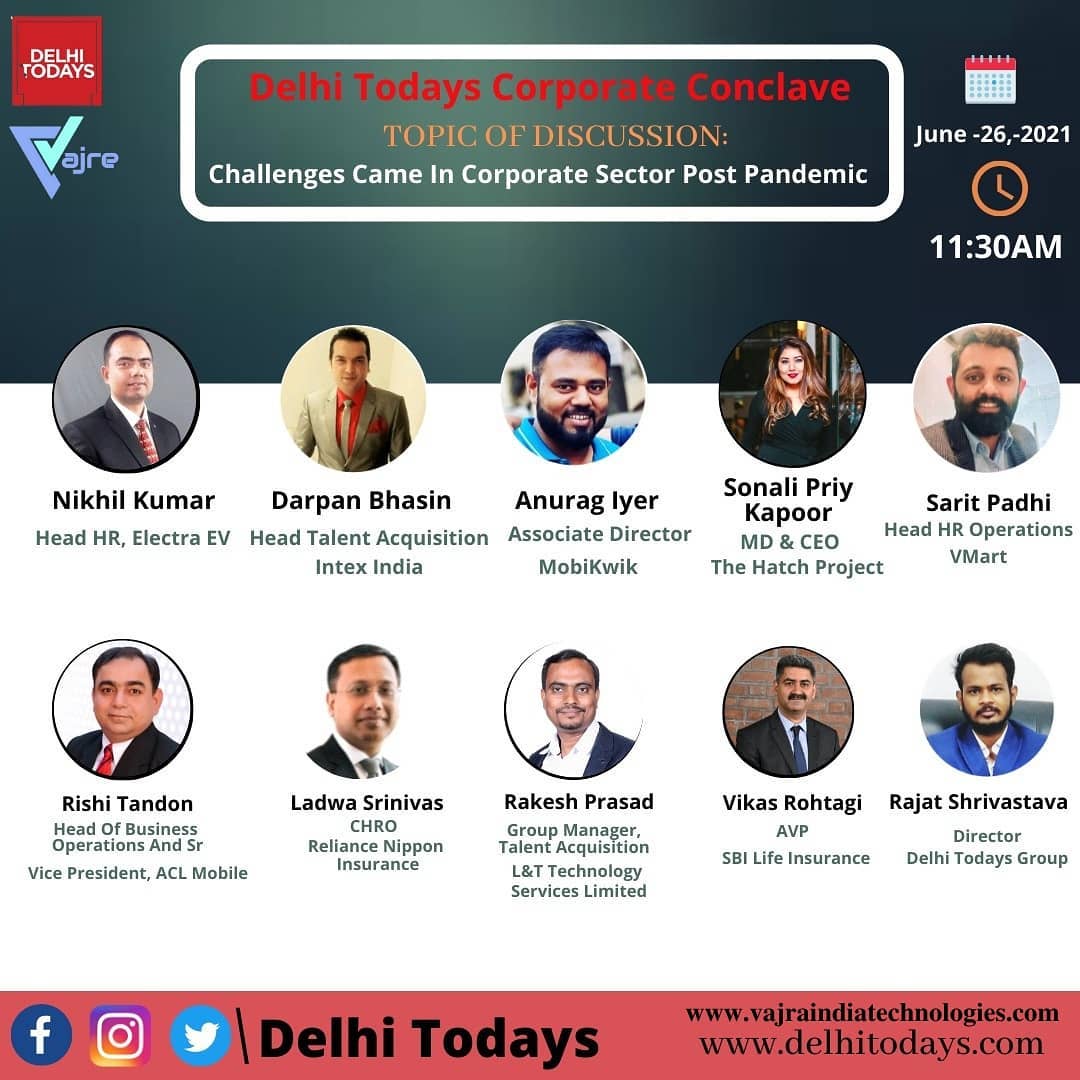 DELHI
TODAYS
Vajre
Delhi Todays Corporate Conclave
TOPIC OF DISCUSSION:
Challenges Came In Corporate Sector Post Pandemic
June -26,-2021
11:30AM
Nikhil Kumar
Head HR, Electra EV
Darpan Bhasin
Head Talent Acquisition
Intex India
Anurag Iyer
Associate Director
MobiKwik
Sonali Priy
Kapoor
MD & CEO
The Hatch Project
Sarit Padhi
Head HR Operations
VMart
Rishi Tandon
Head Of Business
Operations And Sr
Vice President, ACL Mobile
Ladwa Srinivas
CHRO
Reliance Nippon
Insurance
Rakesh Prasad
Group Manager,
Talent Acquisition
L&T Technology
Services Limited
Vikas Rohtagi
AVP
SBI Life Insurance
Rajat Shrivastava
Director
Delhi Todays Group
\Delhi Todays
www.vajraindiatechnologies.com
www.delhitodays.com